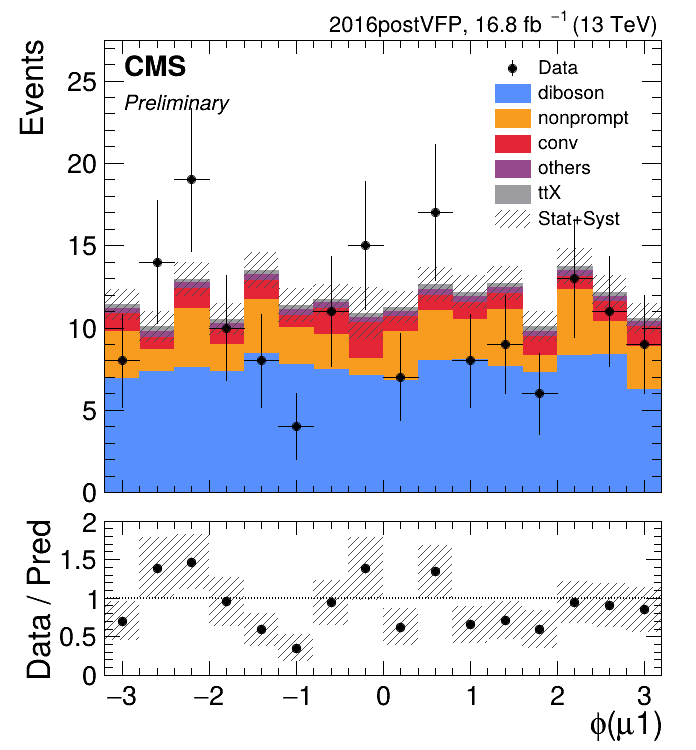 2016postVFP, 16.8 fb⁻¹ (13 TeV)
CMS
Preliminary
Data
diboson
nonprompt
conv
others
ttX
Stat+Syst
Events
25
20
15
10
5
0
Data / Pred
2
1.5
1
0.5
0
−3 −2 −1 0 1 2 3
ϕ(μ1)